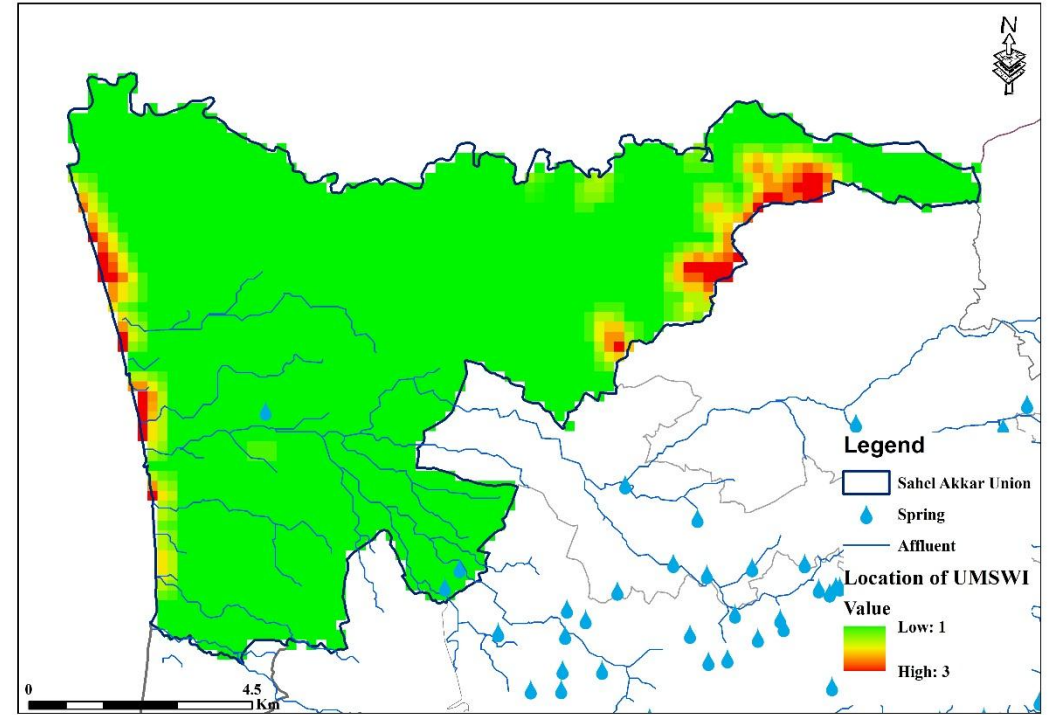 N
Legend
Sahel Akkar Union
Spring
Affluent
Location of UMSWI
Value
Low: 1
High: 3
0
4.5
Km